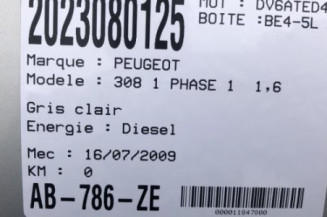 2023080125
MOT : DV6ATED4
BOITE :BE4-5L
Marque : PEUGEOT
Modele : 308 1 PHASE 1 1,6
Gris clair
Energie : Diesel
Mec : 16/07/2009
KM : 0
AB-786-ZE
000011847000